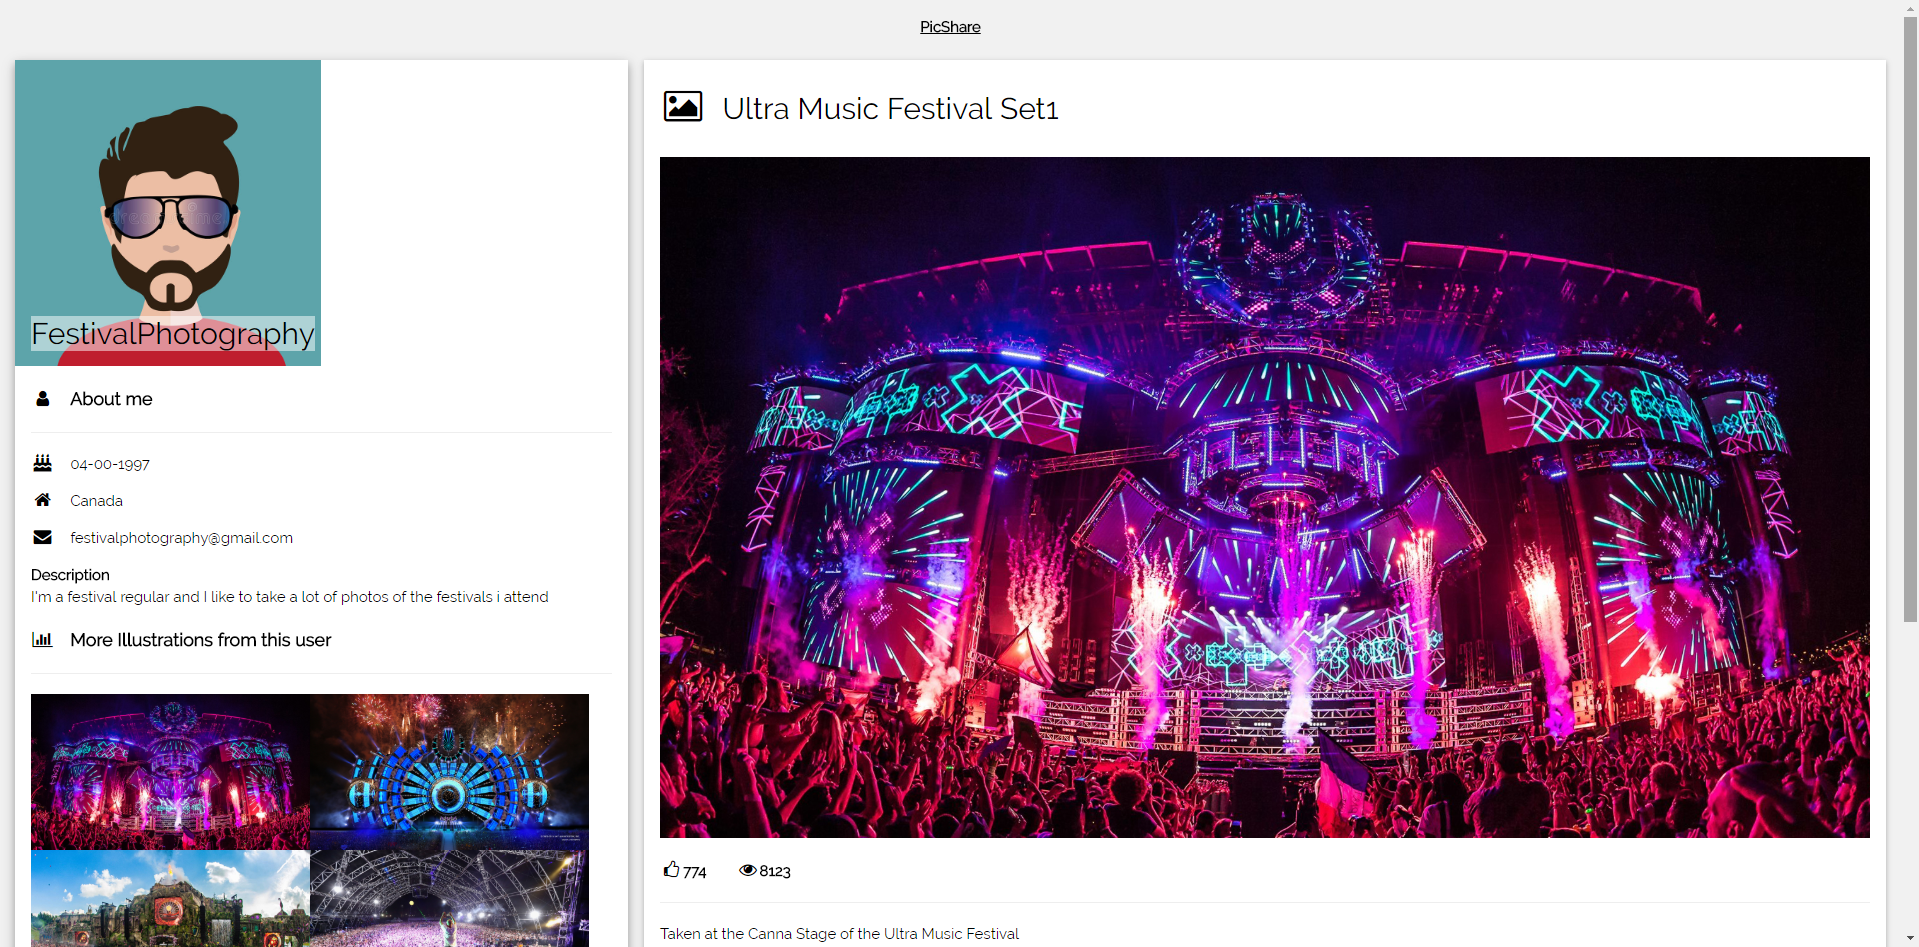 PicShare
FestivalPhotography
About me
04-00-1997
Canada
festivalphotography@gmail.com
Description
I'm a festival regular and I like to take a lot of photos of the festivals i attend
More Illustrations from this user
Ultra Music Festival Set1
774 8123
Taken at the Canna Stage of the Ultra Music Festival